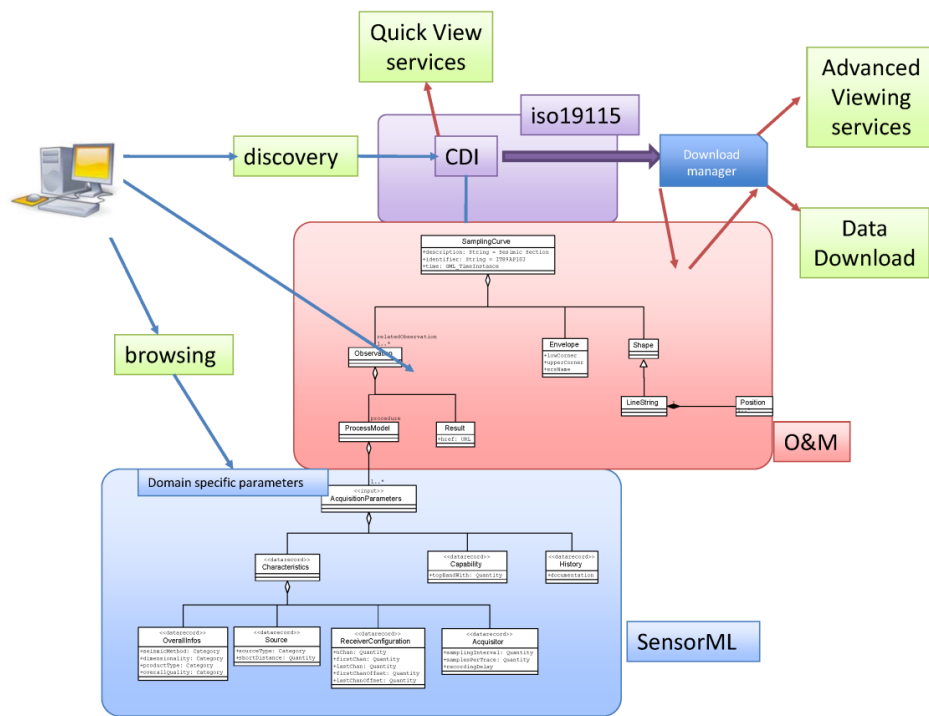 Quick View
services
Advanced
Viewing
services
iso19115
discovery
CDI
Download
manager
Data
Download
SamplingCurve
+description: String = Seismic Section
+time: GML_TimeInstance
relatedObservation
1..*
Observation
Envelope
+lowCorner
+upperCorner
+srsName
Shape
browsing
LineString
Position
procedure
ProcessModel
Result
+href: URL
O&M
Domain specific parameters
1..*
<<input>>
AcquisitionParameters
<<datarecord>>
Characteristics
<<datarecord>>
Capability
+topBandWith: Quantity
<<datarecord>>
History
+documentation
<<datarecord>>
OverallInfos
+seismicMethod: Category
+dimensionality: Category
+productType: Category
+overallQuality: Category
<<datarecord>>
Source
+sourceType: Category
+shortDistance: Quantity
<<datarecord>>
ReceiverConfiguration
+nChan: Quantity
+firstChan: Quantity
+lastChan: Quantity
+firstChanOffset: Quantity
+lastChanOffset: Quantity
<<datarecord>>
Acquisitor
+samplingInterval: Quantity
+samplesPerTrace: Quantity
+recordingDelay
SensorML